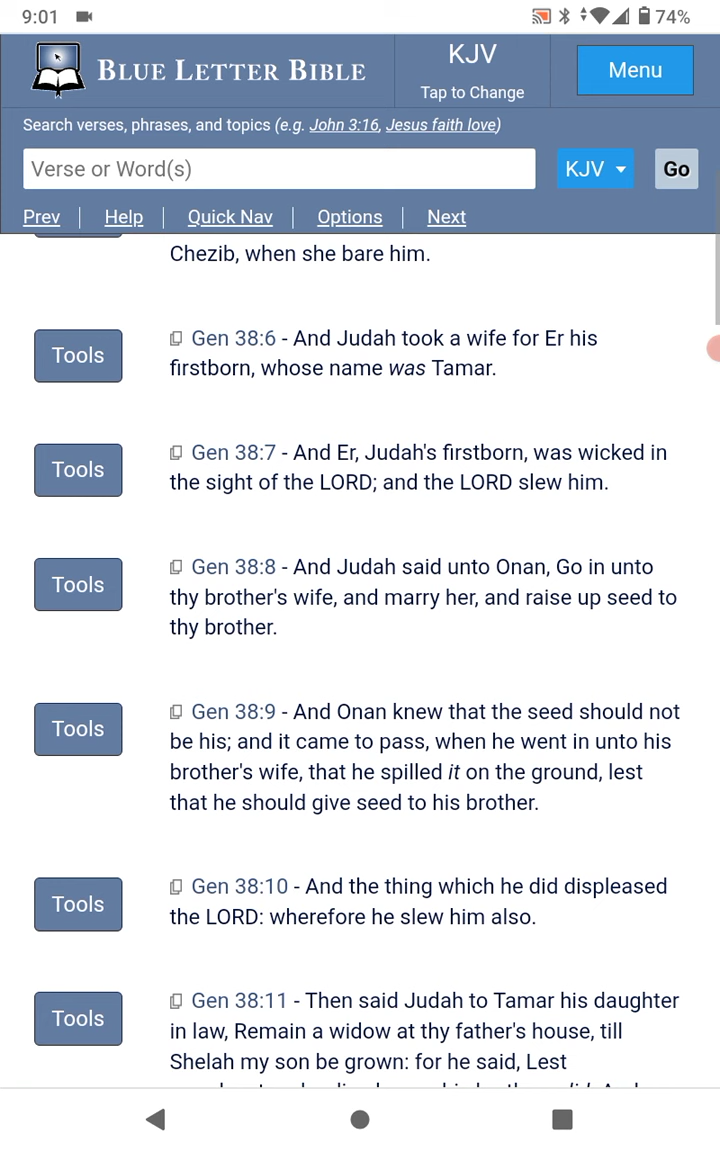 9:01
74%
BLUE LETTER BIBLE
KJV
Tap to Change
Menu
Search verses, phrases, and topics (e.g. John 3:16, Jesus faith love)
Verse or Word(s)
KJV
Go
Prev | Help | Quick Nav | Options | Next
Chezib, when she bare him.
Tools
Gen 38:6 - And Judah took a wife for Er his
firstborn, whose name was Tamar.
Tools
Gen 38:7 - And Er, Judah's firstborn, was wicked in
the sight of the LORD; and the LORD slew him.
Tools
Gen 38:8 - And Judah said unto Onan, Go in unto
thy brother's wife, and marry her, and raise up seed to
thy brother.
Tools
Gen 38:9 - And Onan knew that the seed should not
be his; and it came to pass, when he went in unto his
brother's wife, that he spilled it on the ground, lest
that he should give seed to his brother.
Tools
Gen 38:10 - And the thing which he did displeased
the LORD: wherefore he slew him also.
Tools
Gen 38:11 - Then said Judah to Tamar his daughter
in law, Remain a widow at thy father's house, till
Shelah my son be grown: for he said, Lest